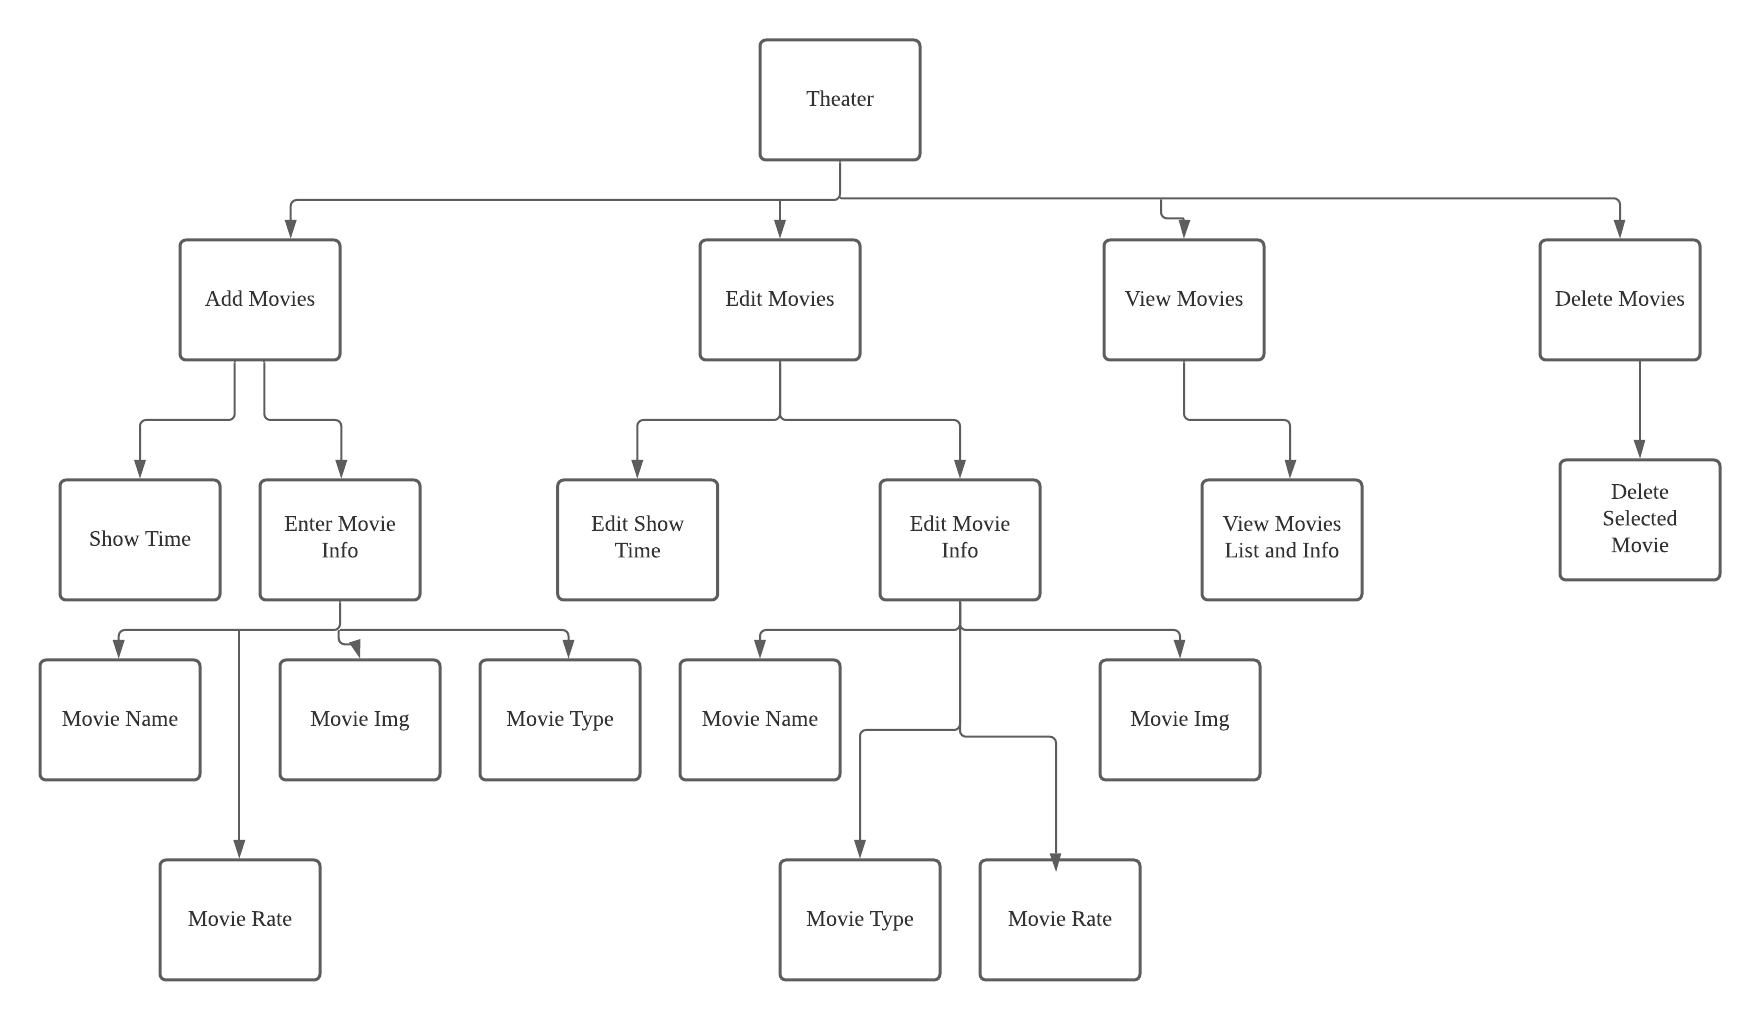 Theater
Add Movies
Edit Movies
View Movies
Delete Movies
Show Time
Enter Movie
Info
Edit Show
Time
Edit Movie
Info
View Movies
List and Info
Delete
Selected
Movie
Movie Name
Movie Img
Movie Type
Movie Name
Movie Img
Movie Rate
Movie Type
Movie Rate